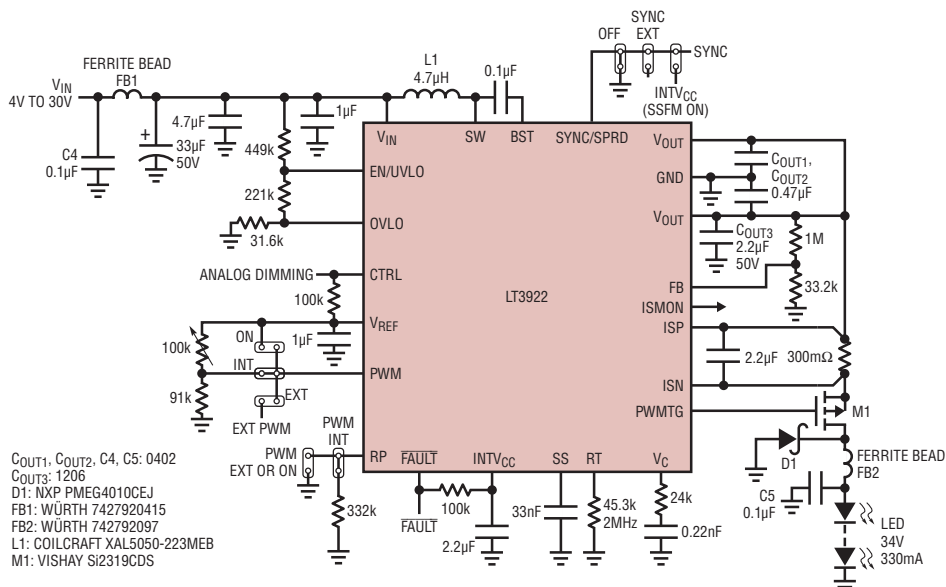 SYNC
OFF EXT
SYNC
INTVCC
(SSFM ON)
FERRITE BEAD
FB1
VIN
4V TO 30V
L1
4.7µH
0.1µF
4.7µF
1µF
+
33µF
50V
C4
0.1µF
449k
221k
31.6k
VIN SW BST SYNC/SPRD VOUT
EN/UVLO
OVLO
GND
VOUT
COUT1,
COUT2
0.47µF
COUT3
2.2µF
50V
1M
33.2k
ANALOG DIMMING
CTRL
100k
LT3922
FB
ISMON
VREF
1µF
ISP
ON
100k
INT
PWM
2.2µF
300mΩ
ISN
91k
EXT
EXT PWM
PWMTG
M1
PWM
EXT OR ON
PWM
INT
RP FAULT INTVCC SS RT VC
D1
FERRITE BEAD
FB2
332k
FAULT
100k
2.2µF
33nF
45.3k
2MHz
24k
0.22nF
C5
0.1µF
LED
34V
330mA
COUT1, COUT2, C4, C5: 0402
COUT3: 1206
D1: NXP PMEG4010CEJ
FB1: WÜRTH 742792O415
FB2: WÜRTH 742792097
L1: COILCRAFT XAL5050-223MEB
M1: VISHAY Si2319CDS